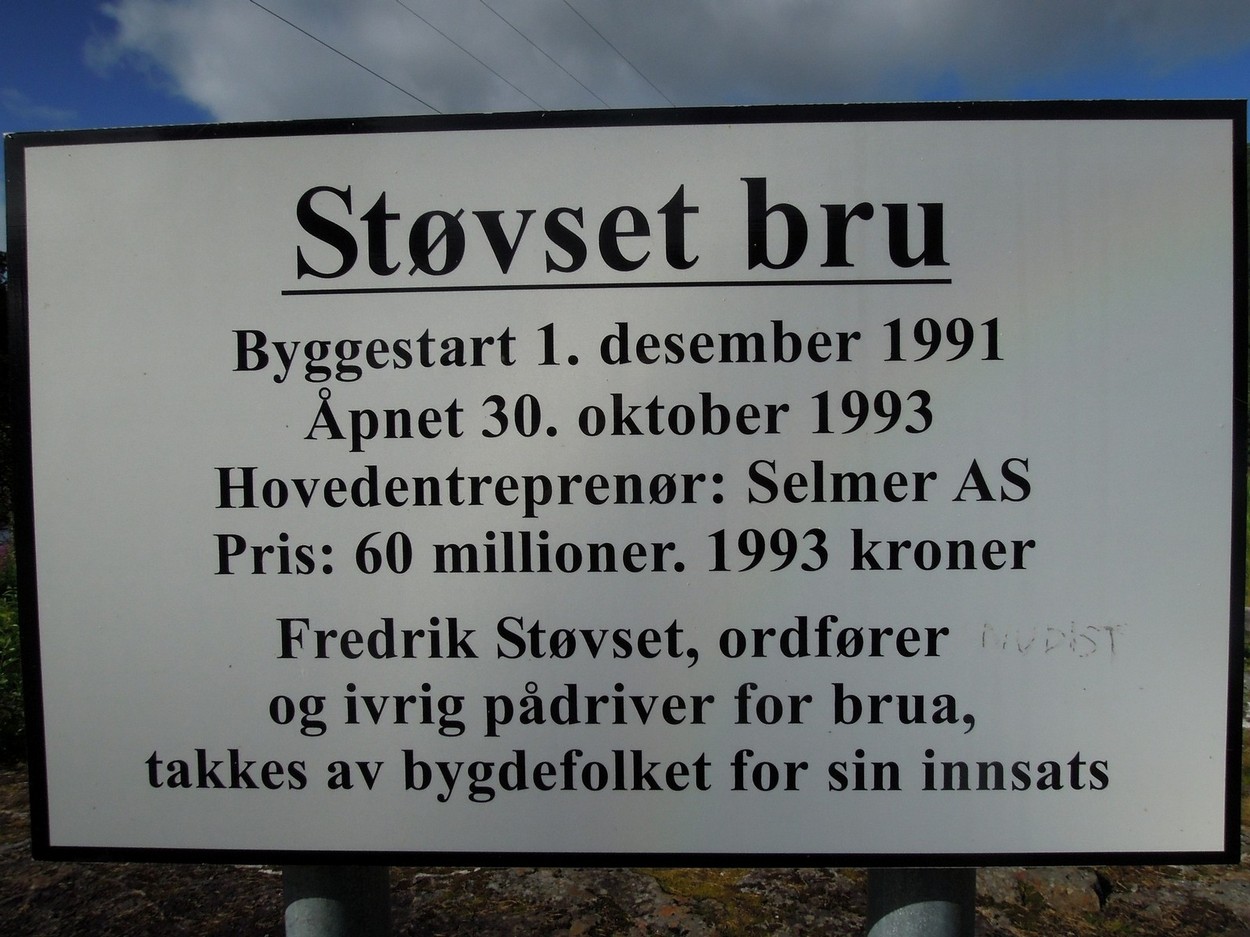 Støvset bru
Byggestart 1. desember 1991
Åpnet 30. oktober 1993
Hovedentreprenør: Selmer AS
Pris: 60 millioner. 1993 kroner
Fredrik Støvset, ordfører
og ivrig pådriver for brua,
takkes av bygdefolket for sin innsats